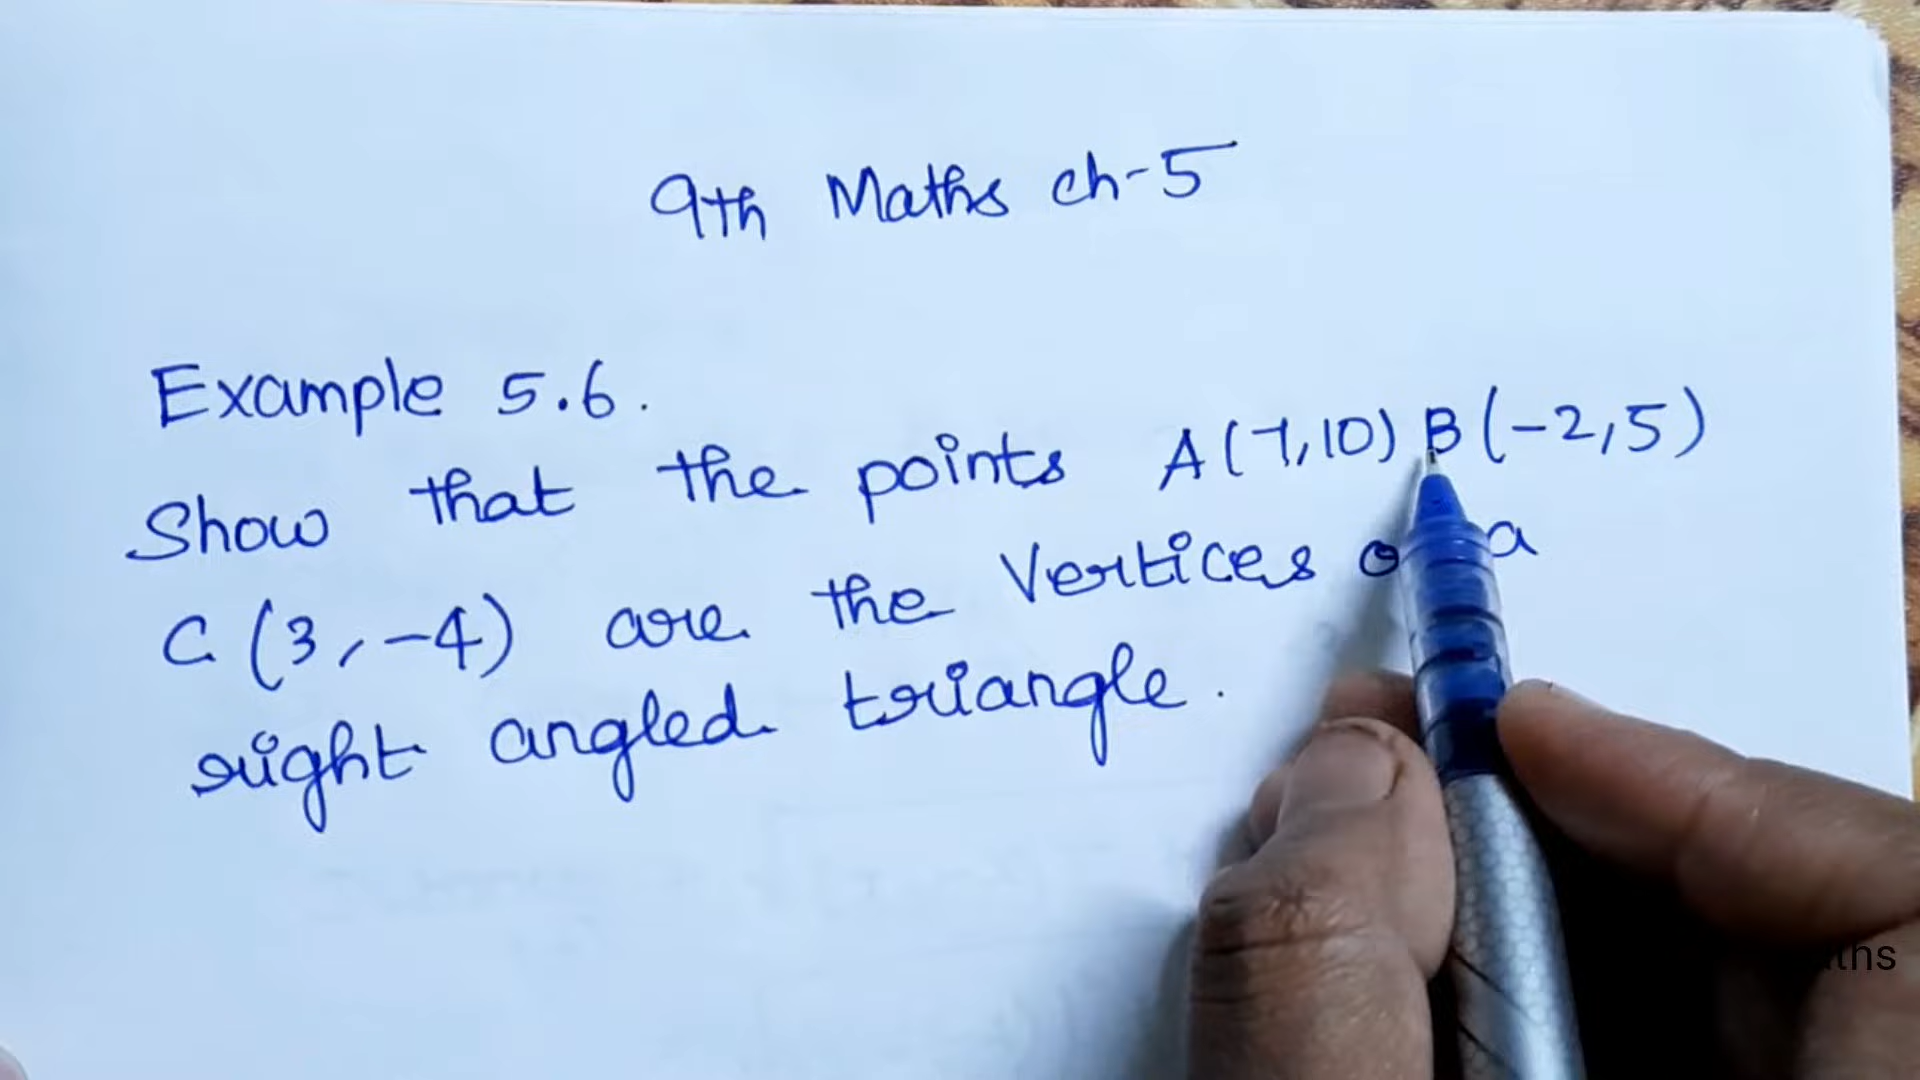 9th Maths ch-5
Example 5.6.
Show that the points A(7,10) B(-2,5)
C(3,-4) are the Vertices a
right angled triangle.